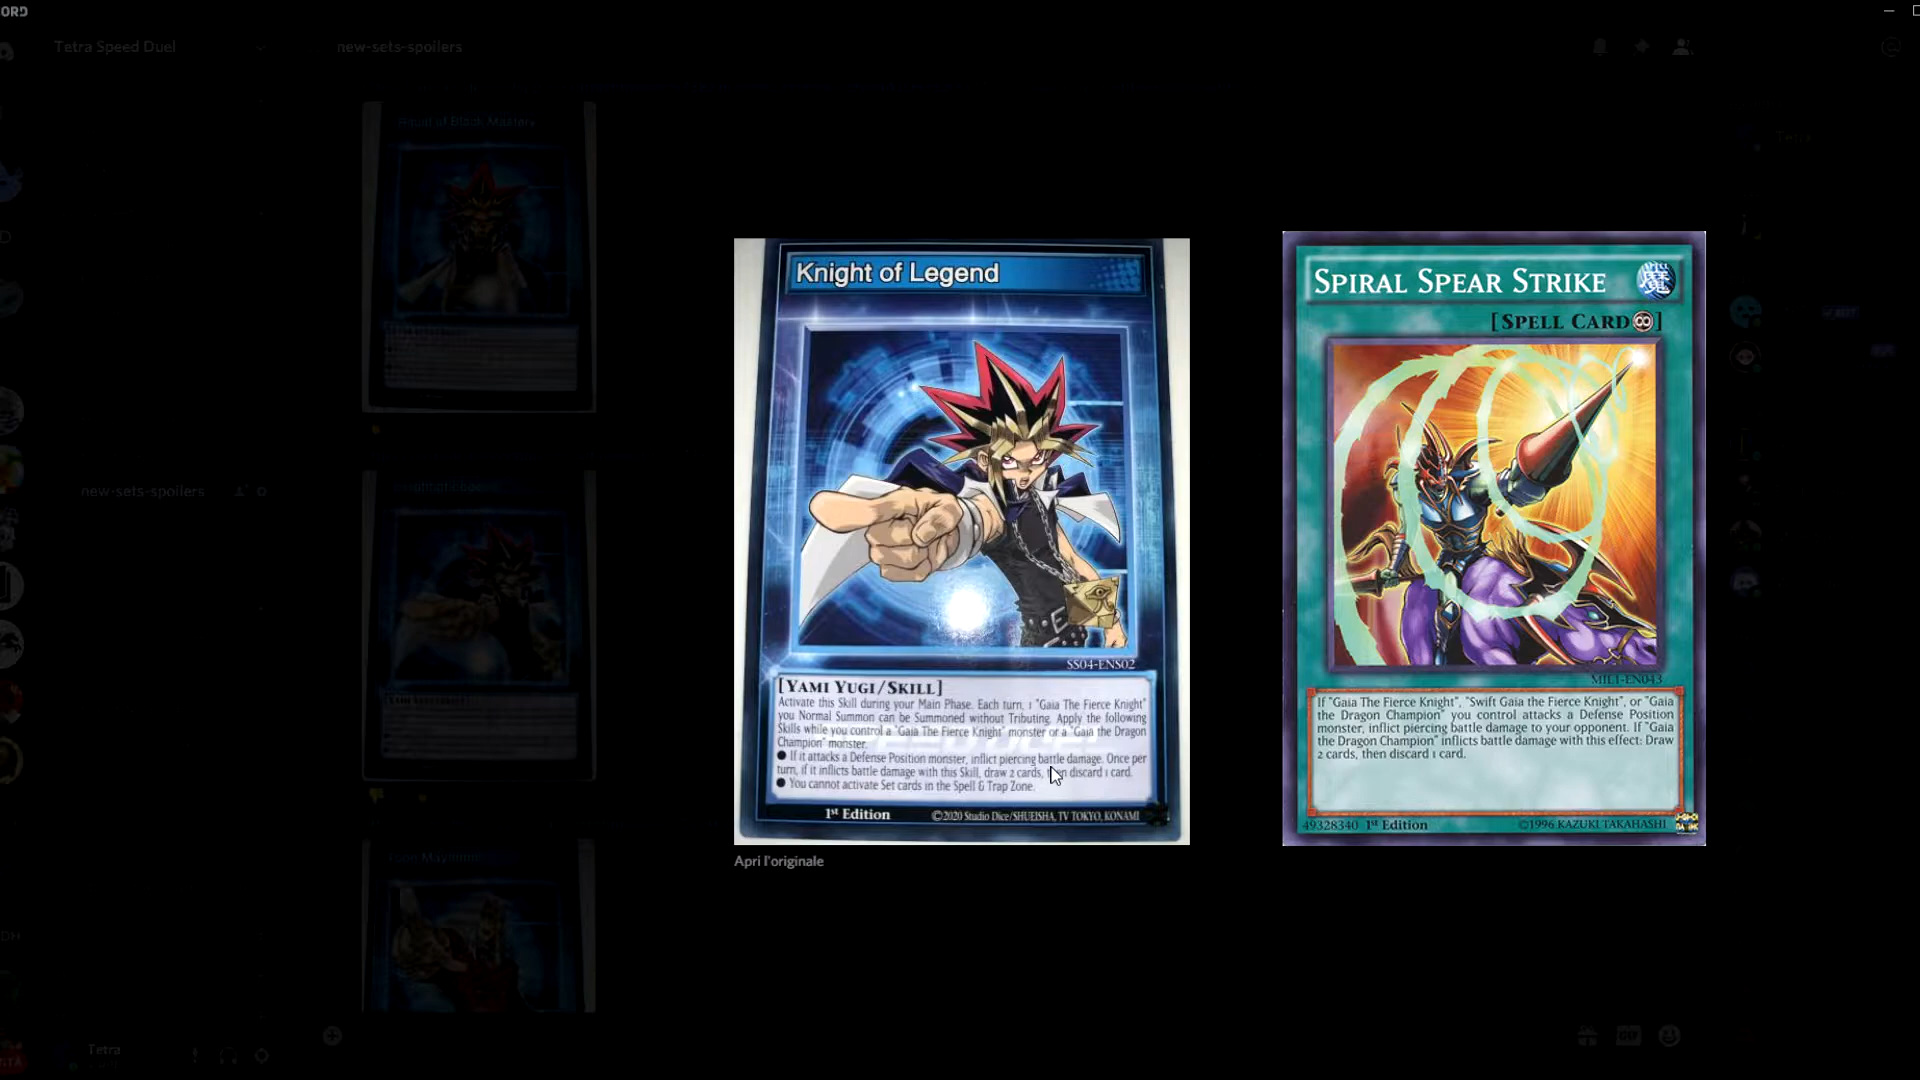 ORD
Tetra Speed Duel
new-sets-spoilers
Ritual of Black Mastery
new-sets-spoilers
Tetra
Knight of Legend
SS04-ENS02
[YAMI YUGI/SKILL]
Activate this Skill during your Main Phase. Each turn, 1 "Gaia The Fierce Knight"
you Normal Summon can be Summoned without Tributing. Apply the following
Skills while you control a "Gaia The Fierce Knight" monster or a "Gaia the Dragon
Champion" monster.
● If it attacks a Defense Position monster, inflict piercing battle damage. Once per
turn, if it inflicts battle damage with this Skill, draw 2 cards, then discard 1 card.
● You cannot activate Set cards in the Spell & Trap Zone.
1st Edition
©2020 Studio Dice/SHUEISHA, TV TOKYO, KONAMI
Apri l'originale
SPIRAL SPEAR STRIKE
魔
[SPELL CARD]
MIL1-EN043
If "Gaia The Fierce Knight", "Swift Gaia the Fierce Knight", or "Gaia
the Dragon Champion" you control attacks a Defense Position
monster, inflict piercing battle damage to your opponent. If "Gaia
the Dragon Champion" inflicts battle damage with this effect: Draw
2 cards, then discard 1 card.
49328340 1st Edition
©1996 KAZUKI TAKAHASHI
Tetra
GIF